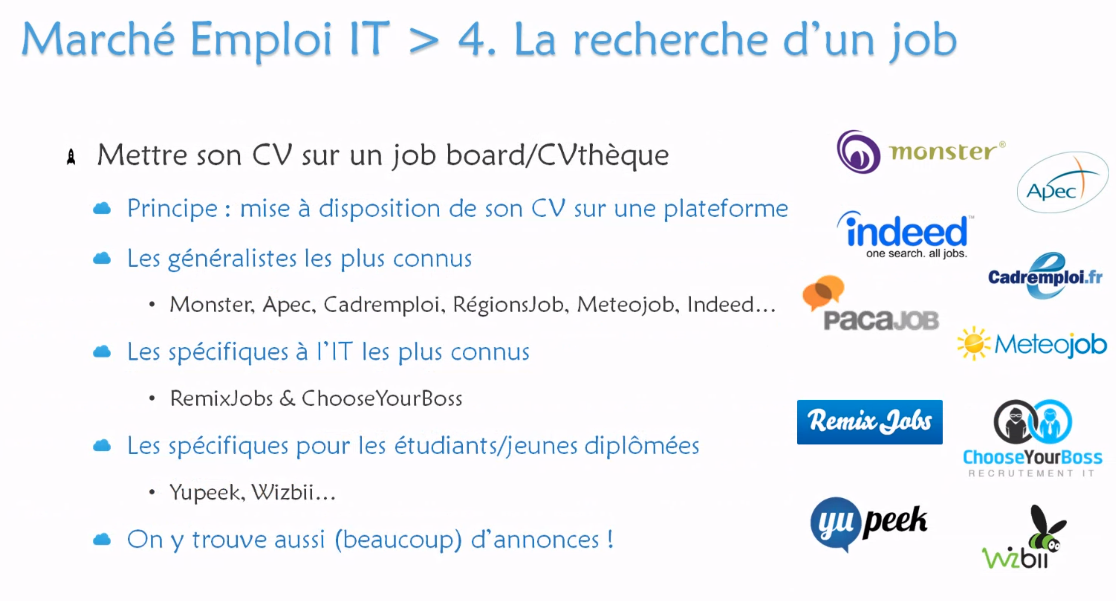 Marché Emploi IT > 4. La recherche d'un job
Mettre son CV sur un job board/CVthèque
Principe : mise à disposition de son CV sur une plateforme
Les généralistes les plus connus
• Monster, Apec, Cadremploi, RégionsJob, Meteojob, Indeed...
Les spécifiques à l'IT les plus connus
• RemixJobs & ChooseYourBoss
Les spécifiques pour les étudiants/jeunes diplômées
• Yupeek, Wizbii...
On y trouve aussi (beaucoup) d'annonces !
monster®
Apec
indeed™
one search. all jobs.
Cadremploi.fr
PACAJOB
Meteojob
Remix Jobs
ChooseYourBoss
RECRUTEMENT IT
yupeek
Wizbii